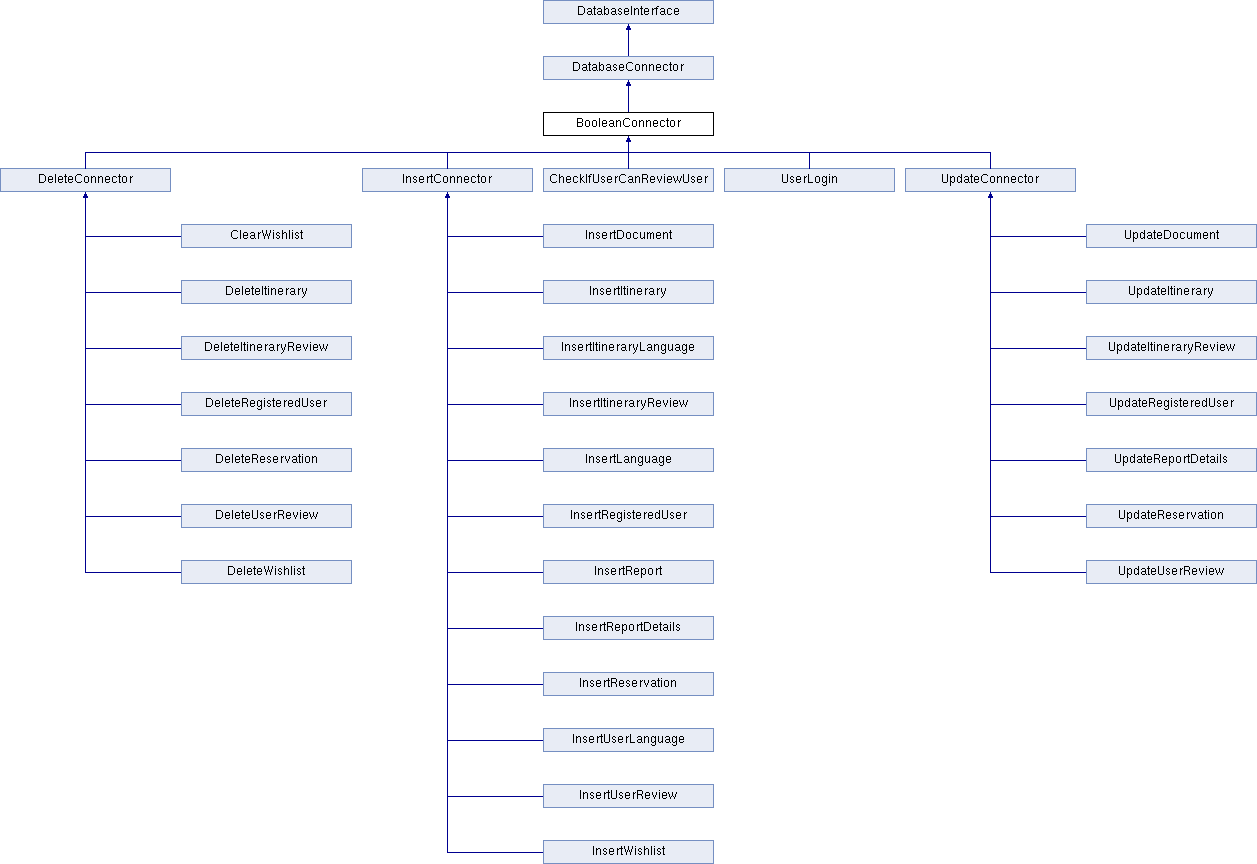 DatabaseInterface
DatabaseConnector
BooleanConnector
DeleteConnector
InsertConnector
CheckIfUserCanReviewUser
UserLogin
UpdateConnector
ClearWishlist
InsertDocument
UpdateDocument
DeleteItinerary
InsertItinerary
UpdateItinerary
DeleteItineraryReview
InsertItineraryLanguage
UpdateItineraryReview
DeleteRegisteredUser
InsertItineraryReview
UpdateRegisteredUser
DeleteReservation
InsertLanguage
UpdateReportDetails
DeleteUserReview
InsertRegisteredUser
UpdateReservation
DeleteWishlist
InsertReport
UpdateUserReview
InsertReportDetails
InsertReservation
InsertUserLanguage
InsertUserReview
InsertWishlist